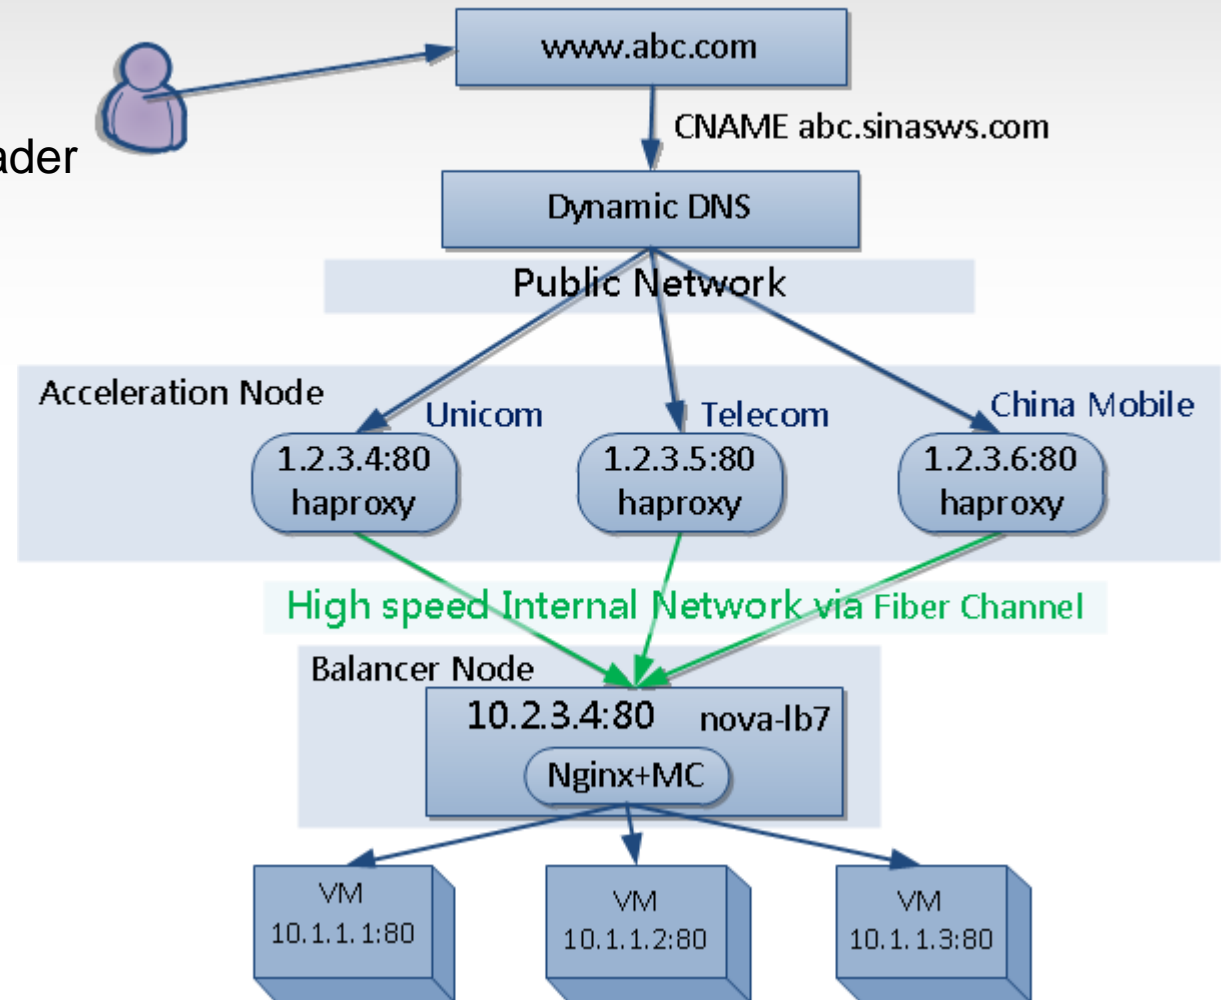 www.abc.com
CNAME abc.sinasws.com
ader
Dynamic DNS
Public Network
Acceleration Node
Unicom
Telecom
China Mobile
1.2.3.4:80
haproxy
1.2.3.5:80
haproxy
1.2.3.6:80
haproxy
High speed Internal Network via Fiber Channel
Balancer Node
10.2.3.4:80 nova-lb7
Nginx+MC
VM
10.1.1.1:80
VM
10.1.1.2:80
VM
10.1.1.3:80